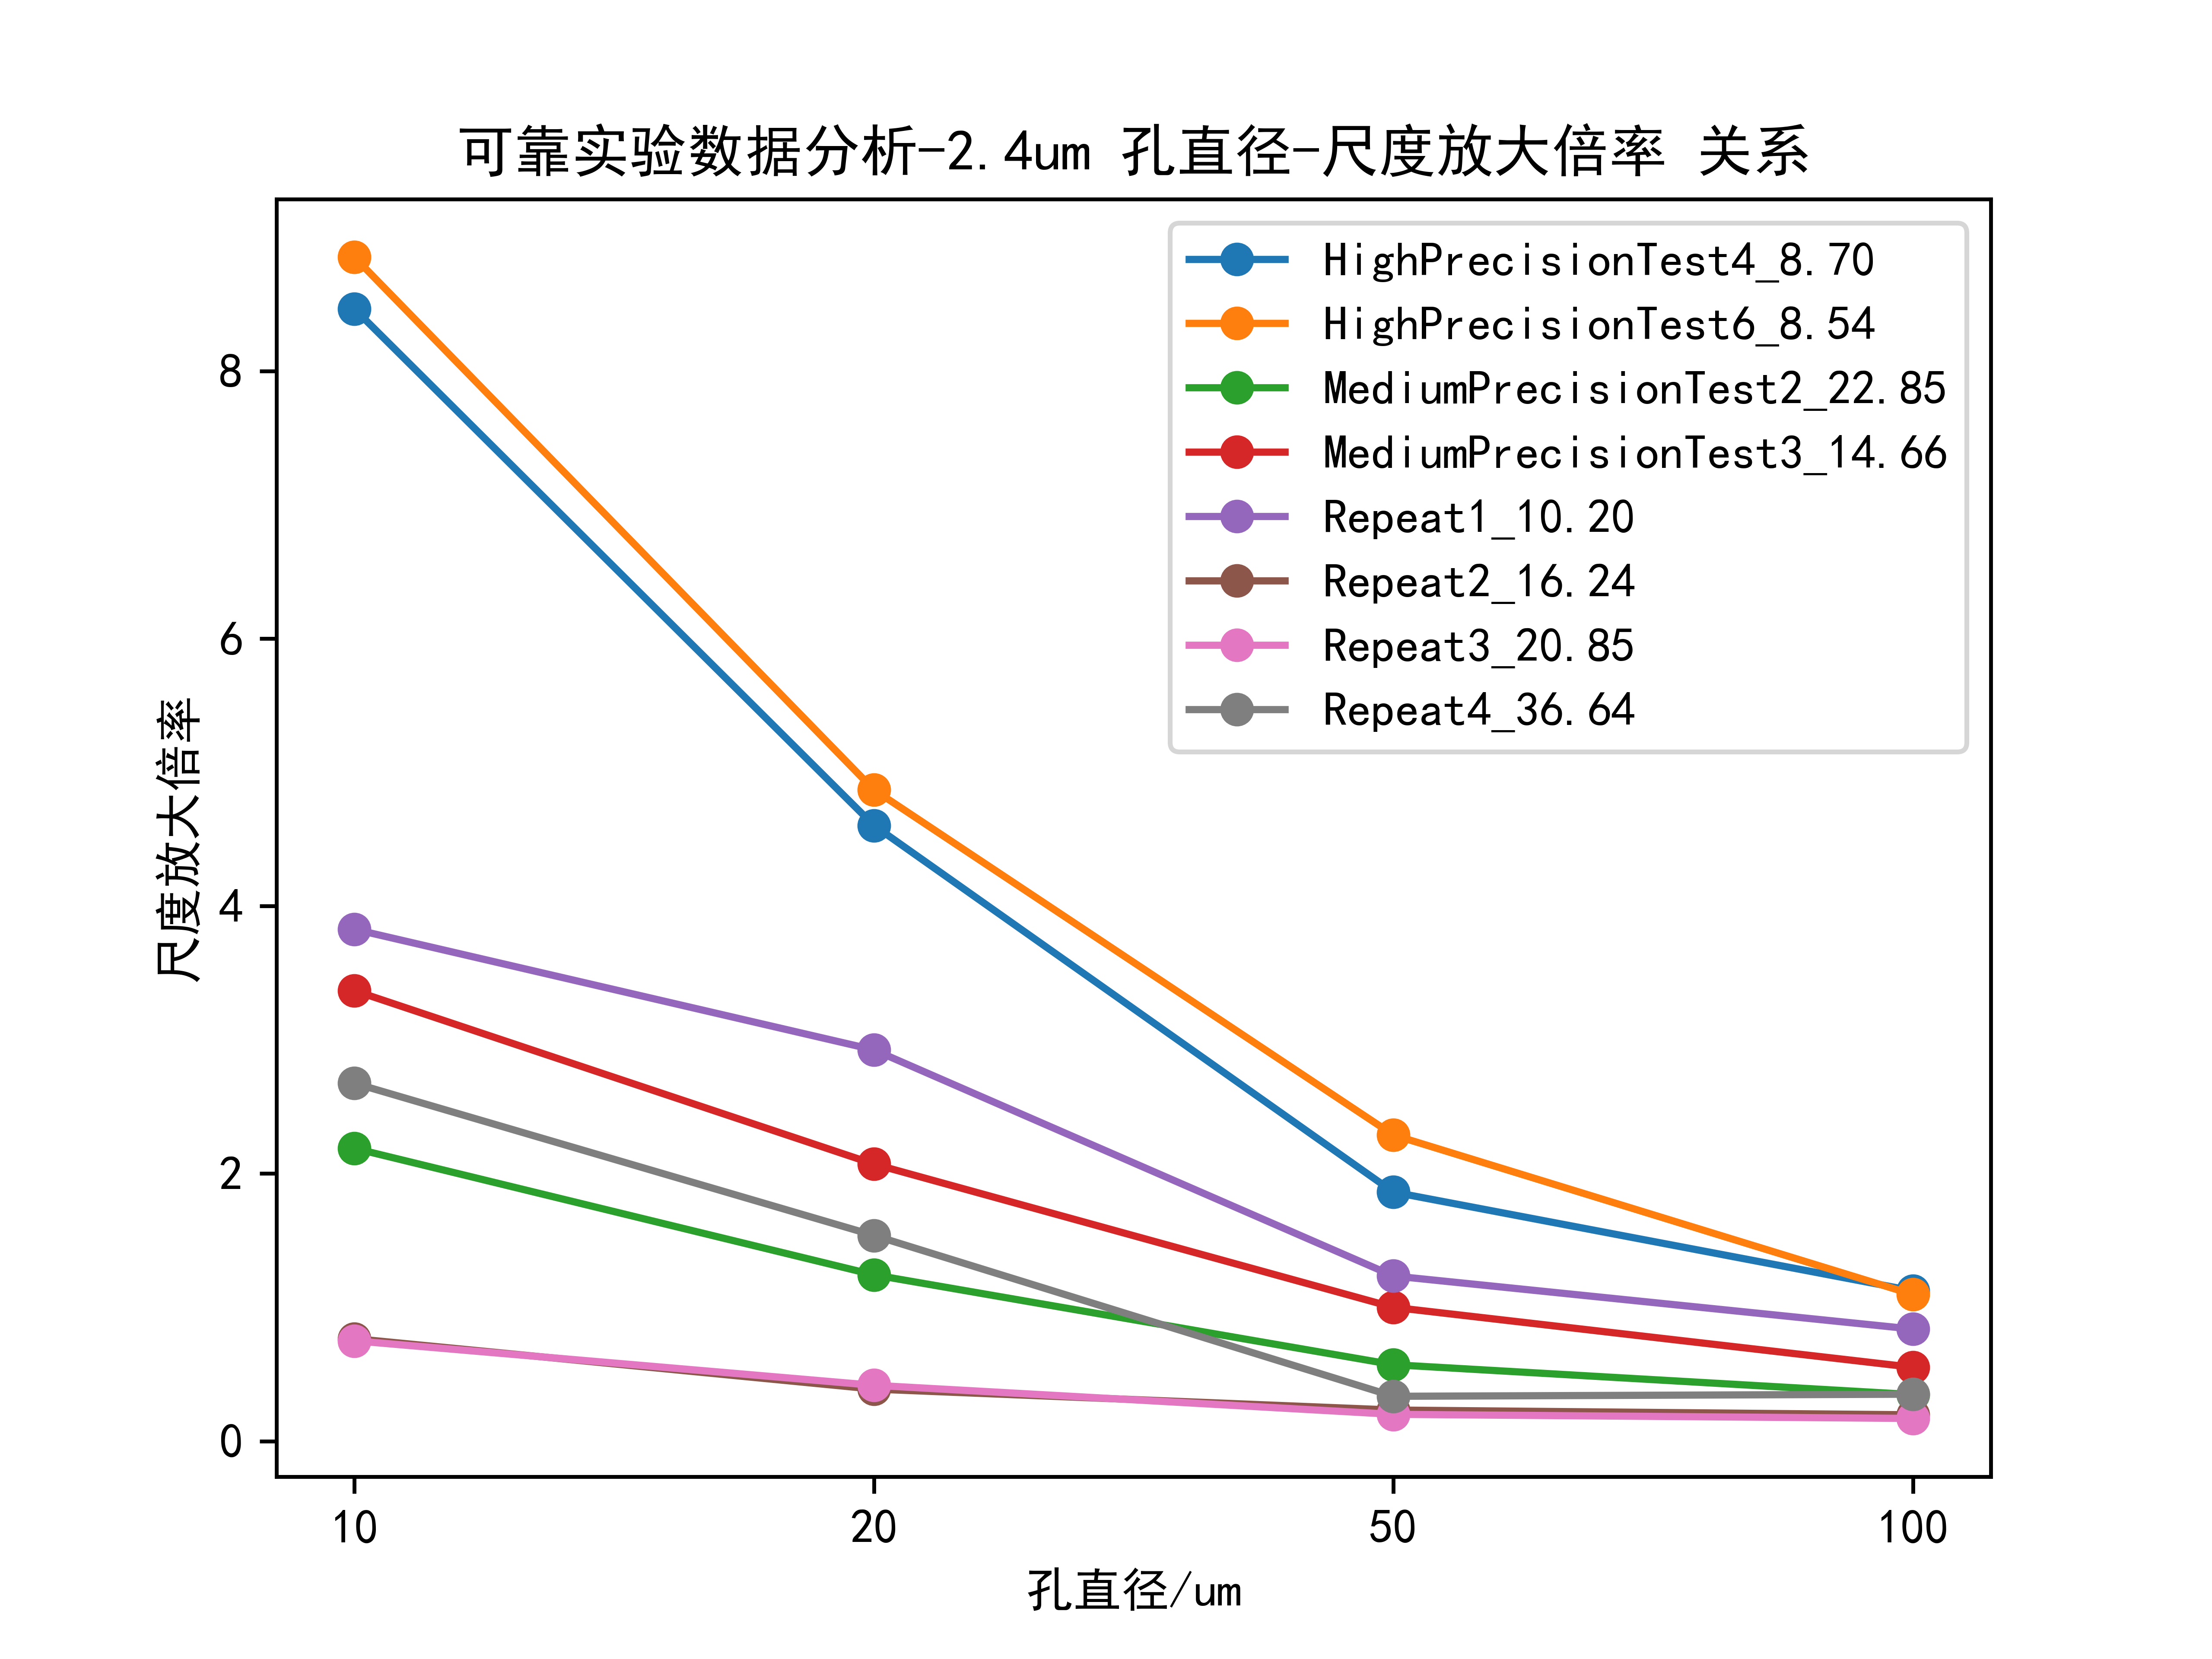 可靠实验数据分析-2.4um 孔直径-尺度放大倍率 关系
HighPrecisionTest4_8.70
HighPrecisionTest6_8.54
MediumPrecisionTest2_22.85
MediumPrecisionTest3_14.66
Repeat1_10.20
Repeat2_16.24
Repeat3_20.85
Repeat4_36.64
尺度放大倍率
8
6
4
2
0
10 20 50 100
孔直径/um